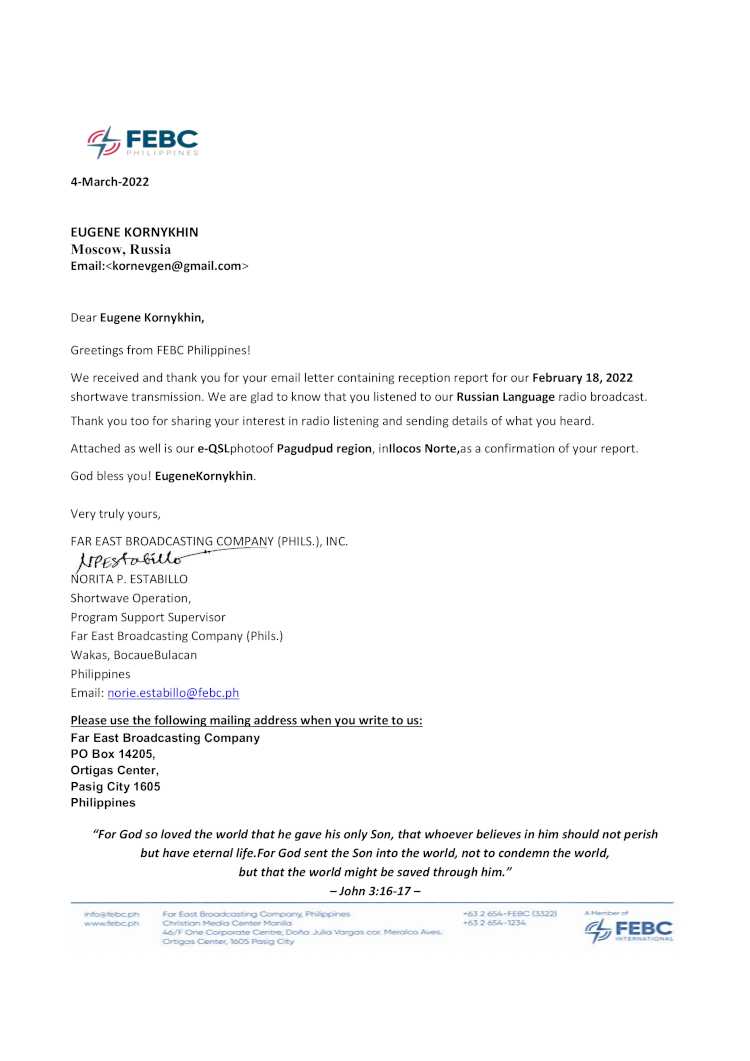 FEBC
PHILIPPINES
4-March-2022
EUGENE KORNYKHIN
Moscow, Russia
Email:<kornevgen@gmail.com>
Dear Eugene Kornykhin,
Greetings from FEBC Philippines!
We received and thank you for your email letter containing reception report for our February 18, 2022
shortwave transmission. We are glad to know that you listened to our Russian Language radio broadcast.
Thank you too for sharing your interest in radio listening and sending details of what you heard.
Attached as well is our e-QSLphotoof Pagudpud region, inIlocos Norte,as a confirmation of your report.
God bless you! EugeneKornykhin.
Very truly yours,
FAR EAST BROADCASTING COMPANY (PHILS.), INC.
NPEstabillo
NORITA P. ESTABILLO
Shortwave Operation,
Program Support Supervisor
Far East Broadcasting Company (Phils.)
Wakas, BocaueBulacan
Philippines
Email: norie.estabillo@febc.ph
Please use the following mailing address when you write to us:
Far East Broadcasting Company
PO Box 14205,
Ortigas Center,
Pasig City 1605
Philippines
“For God so loved the world that he gave his only Son, that whoever believes in him should not perish
but have eternal life.For God sent the Son into the world, not to condemn the world,
but that the world might be saved through him.”
– John 3:16-17 –
info@febc.ph
www.febc.ph
Far East Broadcasting Company, Philippines
Christian Media Center Manila
46/F One Corporate Centre, Doña Julia Vargas cor. Meralco Aves.
Ortigas Center, 1605 Pasig City
+63 2 654-FEBC (3322)
+63 2 654-1234
A Member of
FEBC
INTERNATIONAL